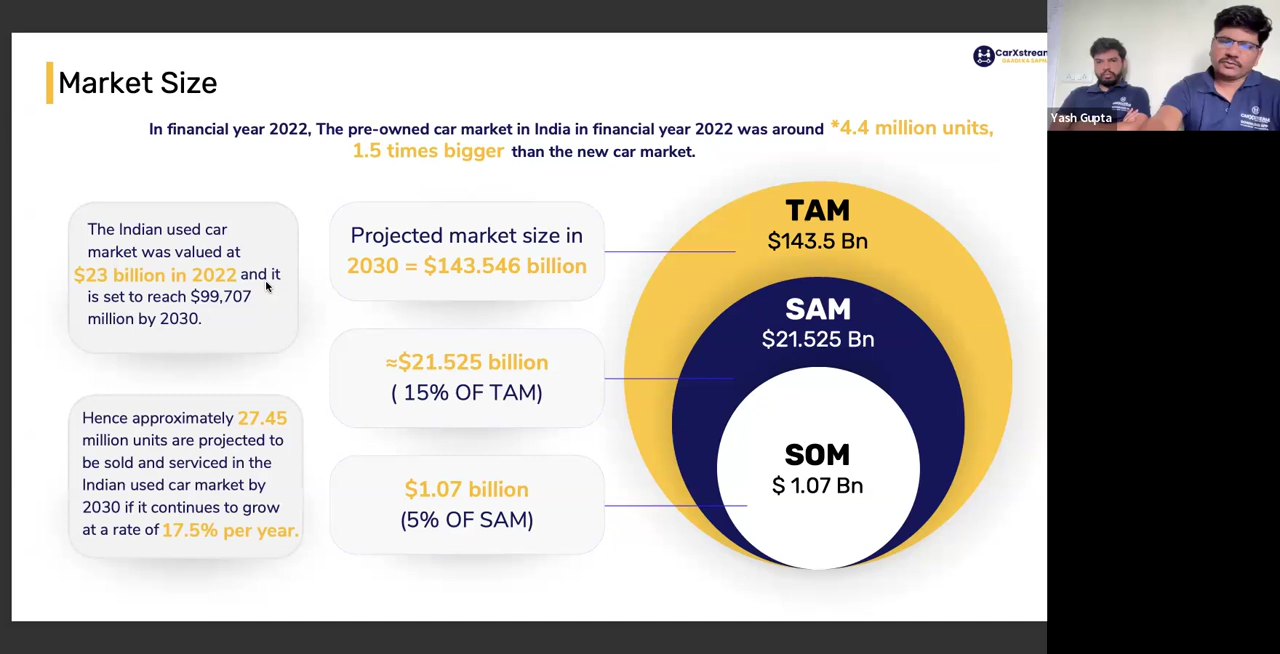 CarXstream
GAADI KA SAPNA
Market Size
In financial year 2022, The pre-owned car market in India in financial year 2022 was around *4.4 million units,
1.5 times bigger than the new car market.
The Indian used car
market was valued at
$23 billion in 2022 and it
is set to reach $99,707
million by 2030.
Hence approximately 27.45
million units are projected to
be sold and serviced in the
Indian used car market by
2030 if it continues to grow
at a rate of 17.5% per year.
Projected market size in
2030 = $143.546 billion
≈$21.525 billion
( 15% OF TAM)
$1.07 billion
(5% OF SAM)
TAM
$143.5 Bn
SAM
$21.525 Bn
SOM
$ 1.07 Bn
Yash Gupta